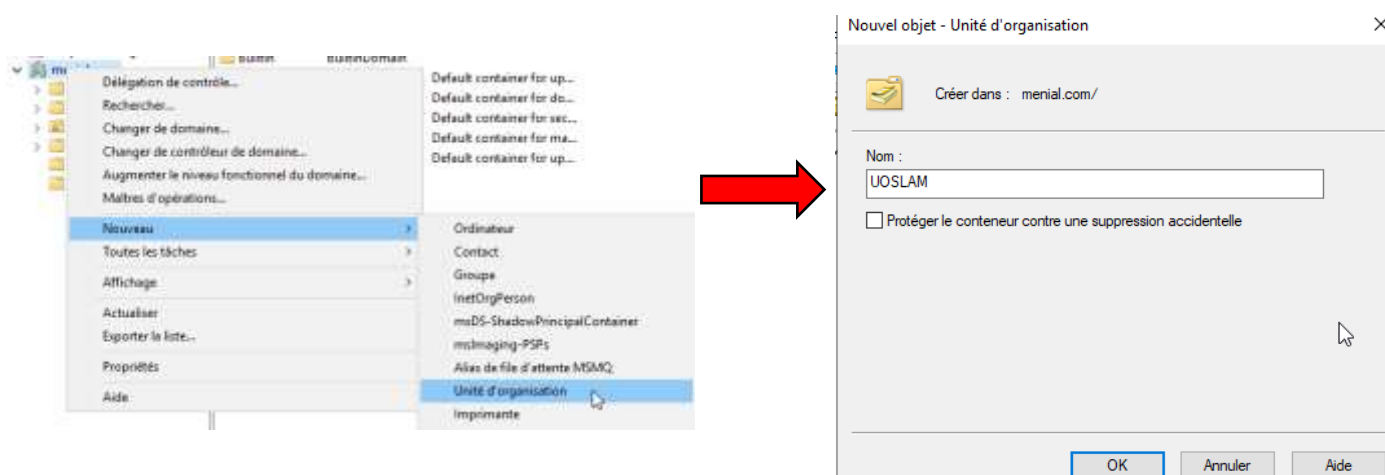 Builtin
builtinDomain
Délégation de contrôle...
Rechercher...
Changer de domaine...
Changer de contrôleur de domaine...
Augmenter le niveau fonctionnel du domaine...
Maîtres d'opérations...
Nouveau
Toutes les tâches
Affichage
Actualiser
Exporter la liste...
Propriétés
Aide
Default container for up...
Default container for do...
Default container for sec...
Default container for ma...
Default container for up...
Ordinateur
Contact
Groupe
InetOrgPerson
msDS-ShadowPrincipalContainer
msImaging-PSPs
Alias de file d'attente MSMQ
Unité d'organisation
Imprimante
Nouvel objet - Unité d'organisation
Créer dans : menial.com/
Nom :
UOSLAM
Protéger le conteneur contre une suppression accidentelle
OK
Annuler
Aide